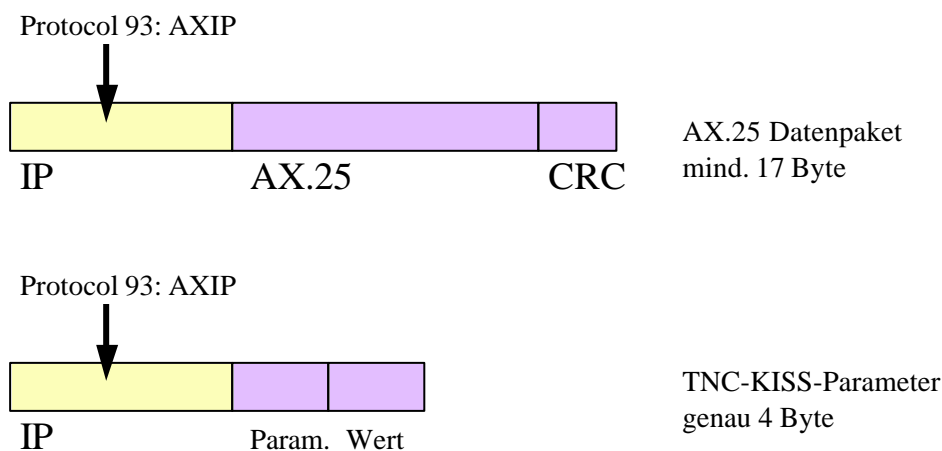 Protocol 93: AXIP
IP
AX.25
CRC
AX.25 Datenpaket
mind. 17 Byte
Protocol 93: AXIP
IP
Param.
Wert
TNC-KISS-Parameter
genau 4 Byte